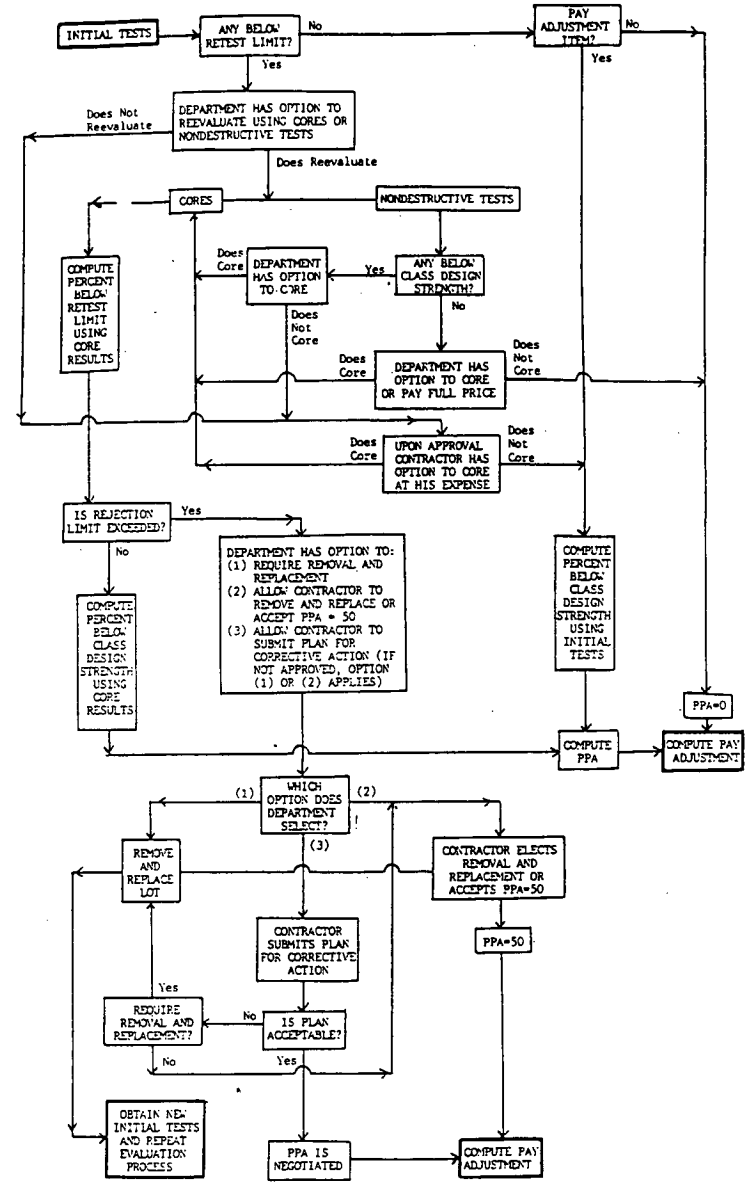 INITIAL TESTS
ANY BELOW
RETEST LIMIT?
No
PAY
ADJUSTMENT
ITEM?
No
Yes
Yes
DEPARTMENT HAS OPTION TO
REEVALUATE USING CORES OR
NONDESTRUCTIVE TESTS
Does Not
Reevaluate
Does Reevaluate
CORES
NONDESTRUCTIVE TESTS
COMPUTE
PERCENT
BELOW
RETEST
LIMIT
USING
CORE
RESULTS
Does
Core
DEPARTMENT
HAS OPTION
TO CORE
Yes
ANY BELOW
CLASS DESIGN
STRENGTH?
Does
Not
Core
No
Does
Core
DEPARTMENT HAS
OPTION TO CORE
OR PAY FULL PRICE
Does
Not
Core
Does
Core
UPON APPROVAL
CONTRACTOR HAS
OPTION TO CORE
AT HIS EXPENSE
Does
Not
Core
IS REJECTION
LIMIT EXCEEDED?
Yes
No
DEPARTMENT HAS OPTION TO:
(1) REQUIRE REMOVAL AND
REPLACEMENT
(2) ALLOW CONTRACTOR TO
REMOVE AND REPLACE OR
ACCEPT PPA = 50
(3) ALLOW CONTRACTOR TO
SUBMIT PLAN FOR
CORRECTIVE ACTION (IF
NOT APPROVED, OPTION
(1) OR (2) APPLIES)
COMPUTE
PERCENT
BELOW
CLASS
DESIGN
STRENGTH
USING
INITIAL
TESTS
COMPUTE
PERCENT
BELOW
CLASS
DESIGN
STRENGTH
USING
CORE
RESULTS
PPA=0
COMPUTE
PPA
COMPUTE PAY
ADJUSTMENT
(1)
WHICH
OPTION DOES
DEPARTMENT
SELECT?
(2)
(3)
REMOVE
AND
REPLACE
LOT
CONTRACTOR ELECTS
REMOVAL AND
REPLACEMENT OR
ACCEPTS PPA=50
CONTRACTOR
SUBMITS PLAN
FOR CORRECTIVE
ACTION
PPA=50
Yes
REQUIRE
REMOVAL AND
REPLACEMENT?
No
IS PLAN
ACCEPTABLE?
No
Yes
OBTAIN NEW
INITIAL TESTS
AND REPEAT
EVALUATION
PROCESS
PPA IS
NEGOTIATED
COMPUTE PAY
ADJUSTMENT